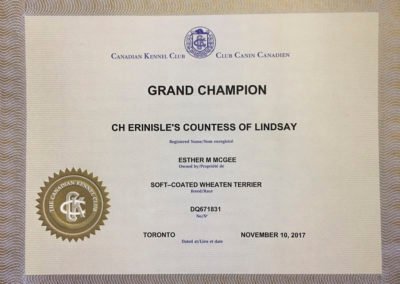 CANADIAN KENNEL CLUB CLUB CANIN CANADIEN
GRAND CHAMPION
CH ERINISLE'S COUNTESS OF LINDSAY
Registered Name/Nom enregistré
ESTHER M MCGEE
Owned by/Propriété de
SOFT-COATED WHEATEN TERRIER
Breed/Race
DQ671831
No/Nº
TORONTO NOVEMBER 10, 2017
Dated at/Lieu et date
THE CANADIAN KENNEL CLUB
CKC